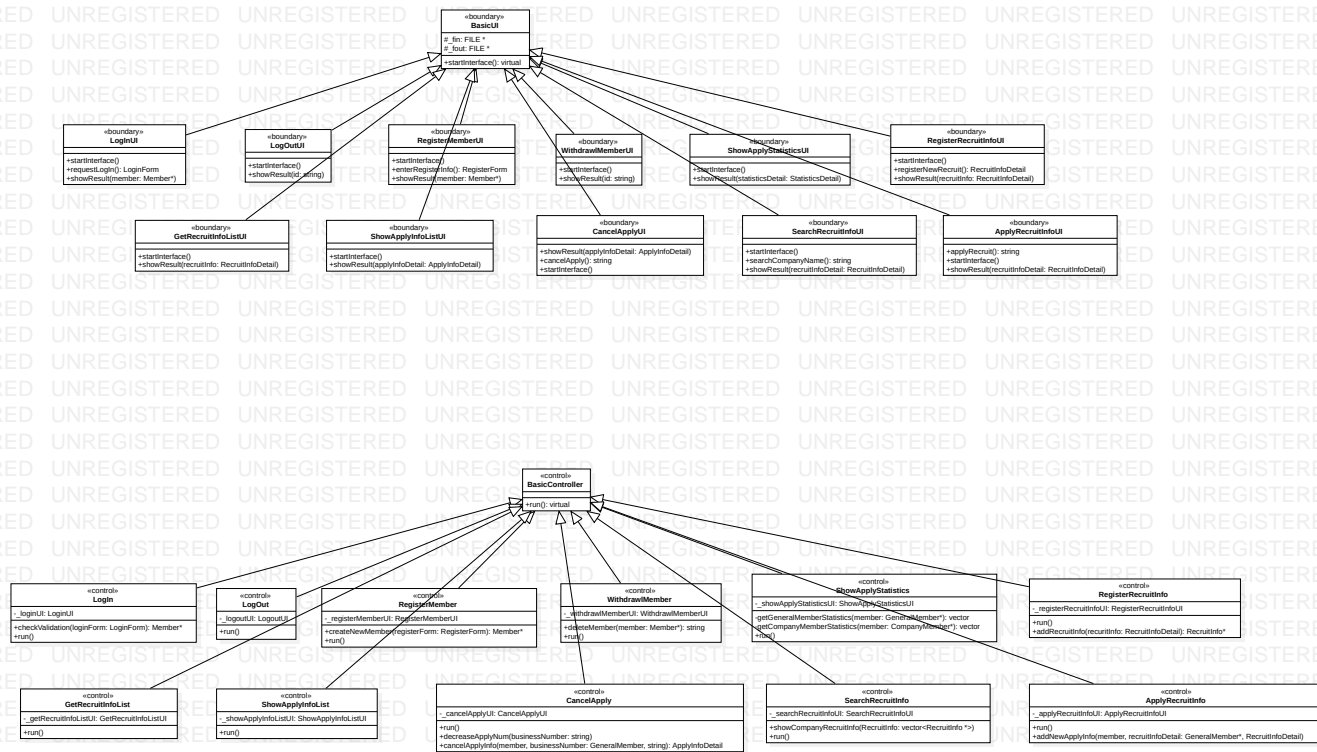 «boundary»
BasicUI
#_fin: FILE *
#_fout: FILE *
+startInterface(): virtual
«boundary»
LogInUI
+startInterface()
+requestLogIn(): LoginForm
+showResult(member: Member*)
«boundary»
LogOutUI
+startInterface()
+showResult(id: string)
«boundary»
RegisterMemberUI
+startInterface()
+enterRegisterInfo(): RegisterForm
+showResult(member: Member*)
«boundary»
WithdrawlMemberUI
+startInterface()
+showResult(id: string)
«boundary»
ShowApplyStatisticsUI
+startInterface()
+showResult(statisticsDetail: StatisticsDetail)
«boundary»
RegisterRecruitInfoUI
+startInterface()
+registerNewRecruit(): RecruitInfoDetail
+showResult(recruitInfo: RecruitInfoDetail)
«boundary»
GetRecruitInfoListUI
+startInterface()
+showResult(recruitInfo: RecruitInfoDetail)
«boundary»
ShowApplyInfoListUI
+startInterface()
+showResult(applyInfoDetail: ApplyInfoDetail)
«boundary»
CancelApplyUI
+showResult(applyInfoDetail: ApplyInfoDetail)
+cancelApply(): string
+startInterface()
«boundary»
SearchRecruitInfoUI
+startInterface()
+searchCompanyName(): string
+showResult(recruitInfoDetail: RecruitInfoDetail)
«boundary»
ApplyRecruitInfoUI
+applyRecruit(): string
+startInterface()
+showResult(recruitInfoDetail: RecruitInfoDetail)
«control»
BasicController
+run(): virtual
«control»
LogIn
-_loginUI: LoginUI
+checkValidation(loginForm: LoginForm): Member*
+run()
«control»
LogOut
-_logoutUI: LogoutUI
+run()
«control»
RegisterMember
-_registerMemberUI: RegisterMemberUI
+createNewMember(registerForm: RegisterForm): Member*
+run()
«control»
WithdrawlMember
-_withdrawlMemberUI: WithdrawlMemberUI
+deleteMember(member: Member*): string
+run()
«control»
ShowApplyStatistics
-_showApplyStatisticsUI: ShowApplyStatisticsUI
-getGeneralMemberStatistics(member: GeneralMember*): vector
-getCompanyMemberStatistics(member: CompanyMember*): vector
+run()
«control»
RegisterRecruitInfo
-_registerRecruitInfoUI: RegisterRecruitInfoUI
+run()
+addRecruitInfo(recuritInfo: RecruitInfoDetail): RecruitInfo*
«control»
GetRecruitInfoList
-_getRecruitInfoListUI: GetRecruitInfoListUI
+run()
«control»
ShowApplyInfoList
-_showApplyInfoListUI: ShowApplyInfoListUI
+run()
«control»
CancelApply
-_cancelApplyUI: CancelApplyUI
+run()
+decreaseApplyNum(businessNumber: string)
+cancelApplyInfo(member, businessNumber: GeneralMember, string): ApplyInfoDetail
«control»
SearchRecruitInfo
-_searchRecruitInfoUI: SearchRecruitInfoUI
+showCompanyRecruitInfo(RecruitInfo: vector<RecruitInfo *>)
+run()
«control»
ApplyRecruitInfo
-_applyRecruitInfoUI: ApplyRecruitInfoUI
+run()
+addNewApplyInfo(member, recruitInfoDetail: GeneralMember*, RecruitInfoDetail)